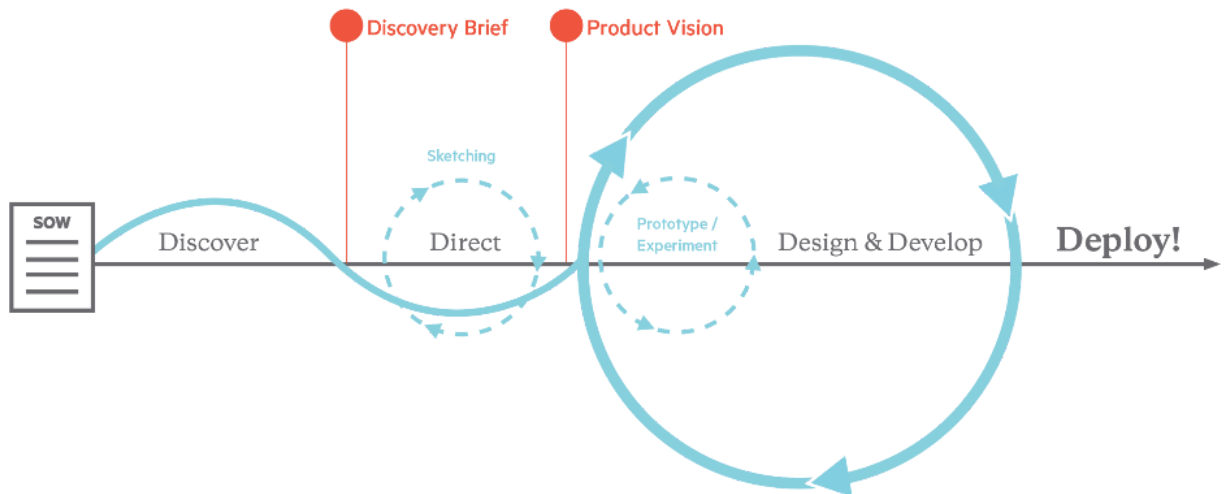 Discovery Brief
Product Vision
Sketching
SOW
Discover
Direct
Prototype /
Experiment
Design & Develop
Deploy!